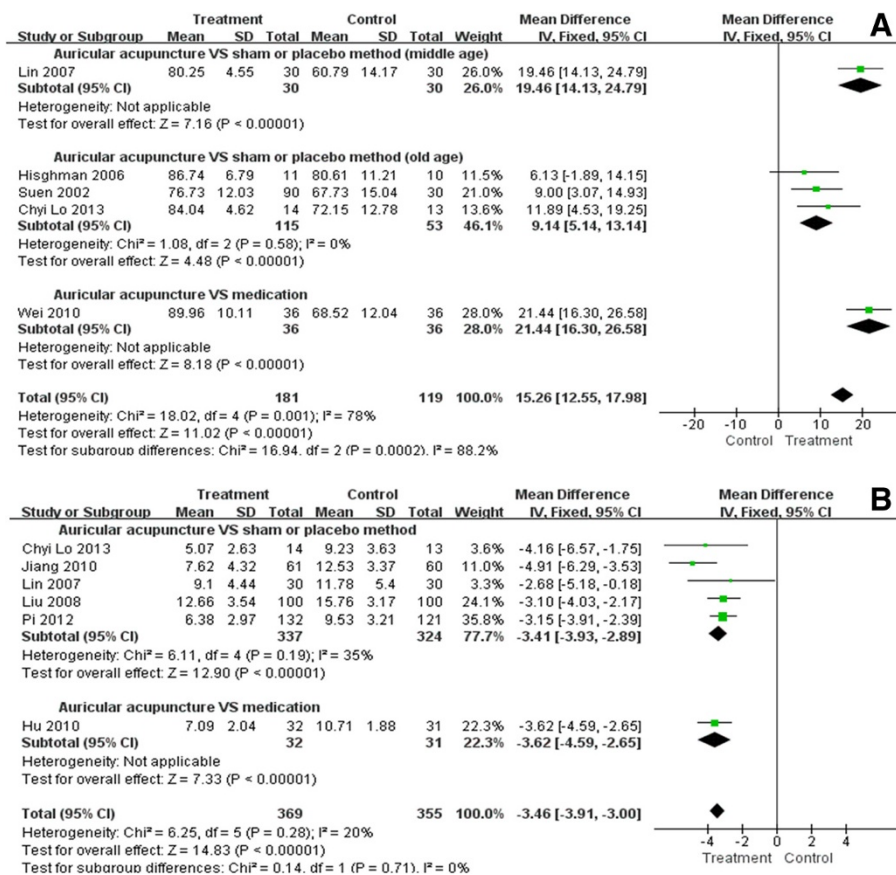 A
Treatment Control Mean Difference Mean Difference
Study or Subgroup Mean SD Total Mean SD Total Weight IV, Fixed, 95% CI IV, Fixed, 95% CI
Auricular acupuncture VS sham or placebo method (middle age)
Lin 2007 80.25 4.55 30 60.79 14.17 30 26.0% 19.46 [14.13, 24.79]
Subtotal (95% CI) 30 30 26.0% 19.46 [14.13, 24.79]
Heterogeneity: Not applicable
Test for overall effect: Z = 7.16 (P < 0.00001)
Auricular acupuncture VS sham or placebo method (old age)
Hisghman 2006 86.74 6.79 11 80.61 11.21 10 11.5% 6.13 [-1.89, 14.15]
Suen 2002 76.73 12.03 90 67.73 15.04 30 21.0% 9.00 [3.07, 14.93]
Chyi Lo 2013 84.04 4.62 14 72.15 12.78 13 13.6% 11.89 [4.53, 19.25]
Subtotal (95% CI) 115 53 46.1% 9.14 [5.14, 13.14]
Heterogeneity: Chi² = 1.08, df = 2 (P = 0.58); I² = 0%
Test for overall effect: Z = 4.48 (P < 0.00001)
Auricular acupuncture VS medication
Wei 2010 89.96 10.11 36 68.52 12.04 36 28.0% 21.44 [16.30, 26.58]
Subtotal (95% CI) 36 36 28.0% 21.44 [16.30, 26.58]
Heterogeneity: Not applicable
Test for overall effect: Z = 8.18 (P < 0.00001)
Total (95% CI) 181 119 100.0% 15.26 [12.55, 17.98]
Heterogeneity: Chi² = 18.02, df = 4 (P = 0.001); I² = 78%
Test for overall effect: Z = 11.02 (P < 0.00001)
Test for subgroup differences: Chi² = 16.94, df = 2 (P = 0.0002), I² = 88.2%
-20 -10 0 10 20
Control Treatment
B
Treatment Control Mean Difference Mean Difference
Study or Subgroup Mean SD Total Mean SD Total Weight IV, Fixed, 95% CI IV, Fixed, 95% CI
Auricular acupuncture VS sham or placebo method
Chyi Lo 2013 5.07 2.63 14 9.23 3.63 13 3.6% -4.16 [-6.57, -1.75]
Jiang 2010 7.62 4.32 61 12.53 3.37 60 11.0% -4.91 [-6.29, -3.53]
Lin 2007 9.1 4.44 30 11.78 5.4 30 3.3% -2.68 [-5.18, -0.18]
Liu 2008 12.66 3.54 100 15.76 3.17 100 24.1% -3.10 [-4.03, -2.17]
Pi 2012 6.38 2.97 132 9.53 3.21 121 35.8% -3.15 [-3.91, -2.39]
Subtotal (95% CI) 337 324 77.7% -3.41 [-3.93, -2.89]
Heterogeneity: Chi² = 6.11, df = 4 (P = 0.19); I² = 35%
Test for overall effect: Z = 12.90 (P < 0.00001)
Auricular acupuncture VS medication
Hu 2010 7.09 2.04 32 10.71 1.88 31 22.3% -3.62 [-4.59, -2.65]
Subtotal (95% CI) 32 31 22.3% -3.62 [-4.59, -2.65]
Heterogeneity: Not applicable
Test for overall effect: Z = 7.33 (P < 0.00001)
Total (95% CI) 369 355 100.0% -3.46 [-3.91, -3.00]
Heterogeneity: Chi² = 6.25, df = 5 (P = 0.28); I² = 20%
Test for overall effect: Z = 14.83 (P < 0.00001)
Test for subgroup differences: Chi² = 0.14, df = 1 (P = 0.71), I² = 0%
-4 -2 0 2 4
Treatment Control